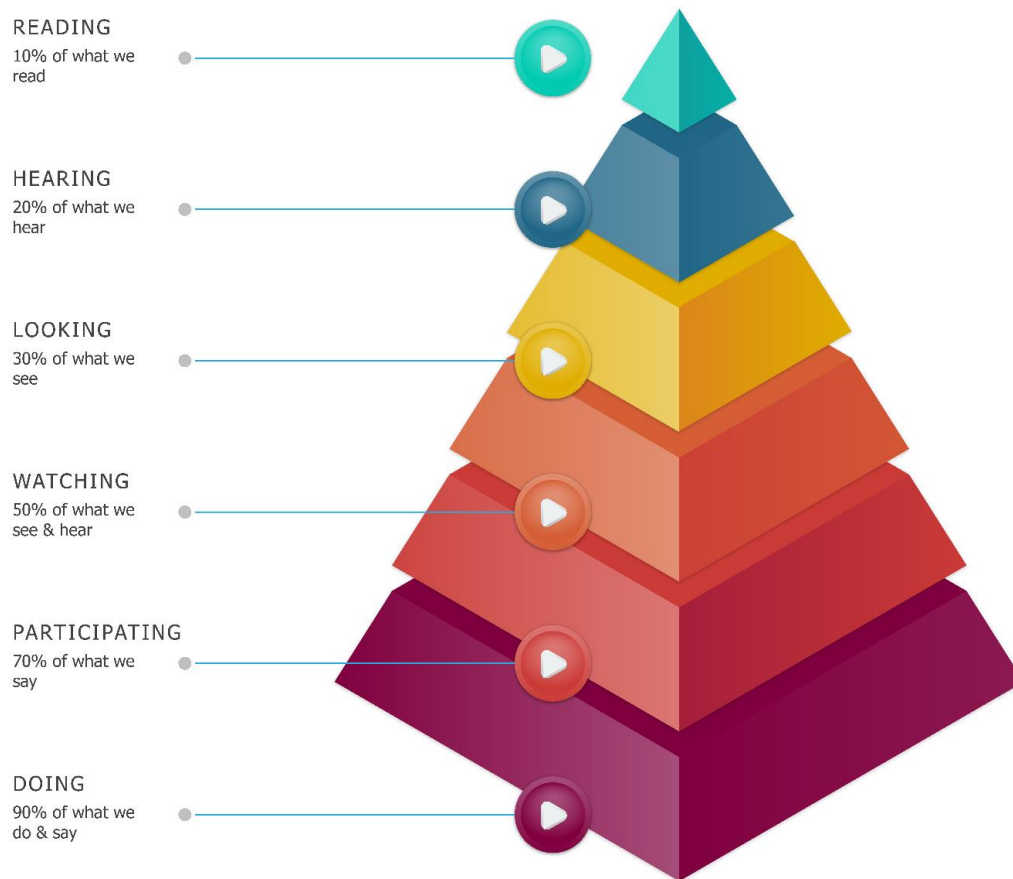 READING
10% of what we
read
HEARING
20% of what we
hear
LOOKING
30% of what we
see
WATCHING
50% of what we
see & hear
PARTICIPATING
70% of what we
say
DOING
90% of what we
do & say